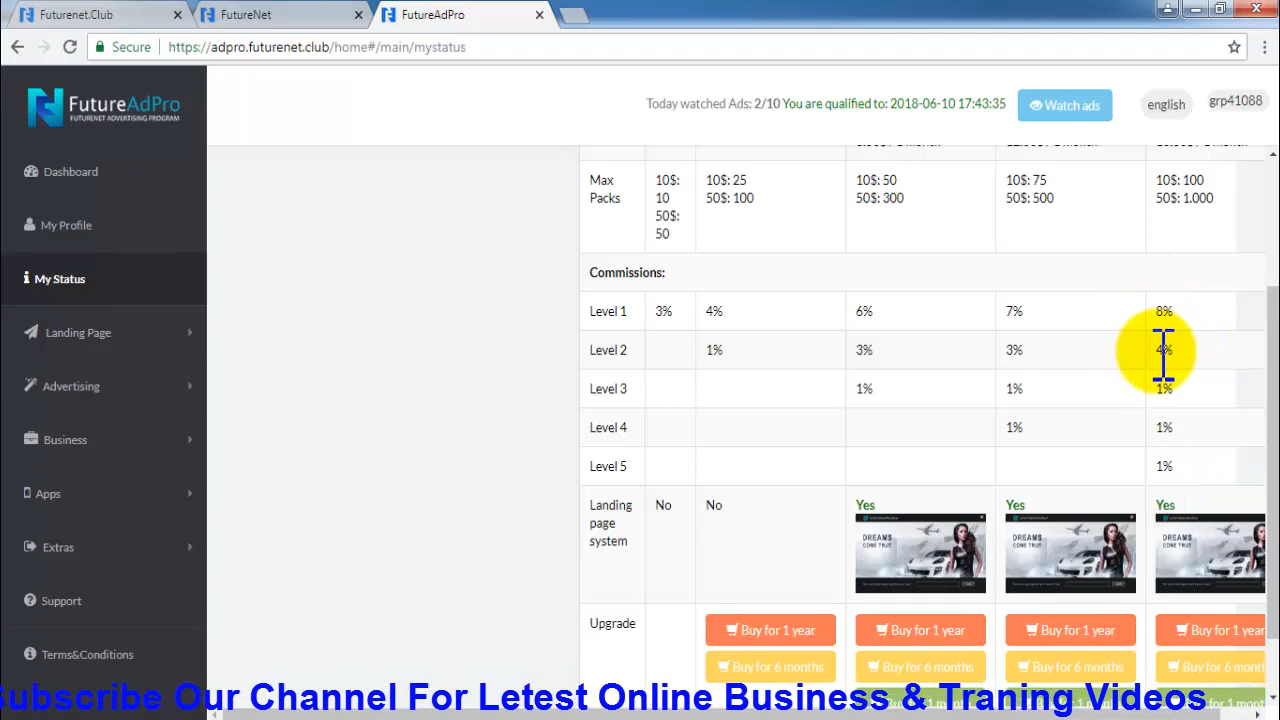 Futurenet.Club
FutureNet
FutureAdPro
Secure
https://adpro.futurenet.club/home#/main/mystatus
FutureAdPro
FUTURENET ADVERTISING PROGRAM
Today watched Ads: 2/10 You are qualified to: 2018-06-10 17:43:35
Watch ads
english
grp41088
Dashboard
My Profile
My Status
Landing Page
Advertising
Business
Apps
Extras
Support
Terms&Conditions
Max Packs
10$: 10 50$: 50
10$: 25
50$: 100
10$: 50
50$: 300
10$: 75
50$: 500
10$: 100
50$: 1.000
Commissions:
Level 1 3% 4% 6% 7% 8%
Level 2 1% 3% 3% 4%
Level 3 1% 1% 1%
Level 4 1% 1%
Level 5 1%
Landing page system
No No Yes Yes Yes
DREAMS COME TRUE
DREAMS COME TRUE
DREAMS COME TRUE
Upgrade
Buy for 1 year Buy for 1 year Buy for 1 year Buy for 1 year
Buy for 6 months Buy for 6 months Buy for 6 months Buy for 6 months
Subscribe Our Channel For Letest Online Business & Traning Videos